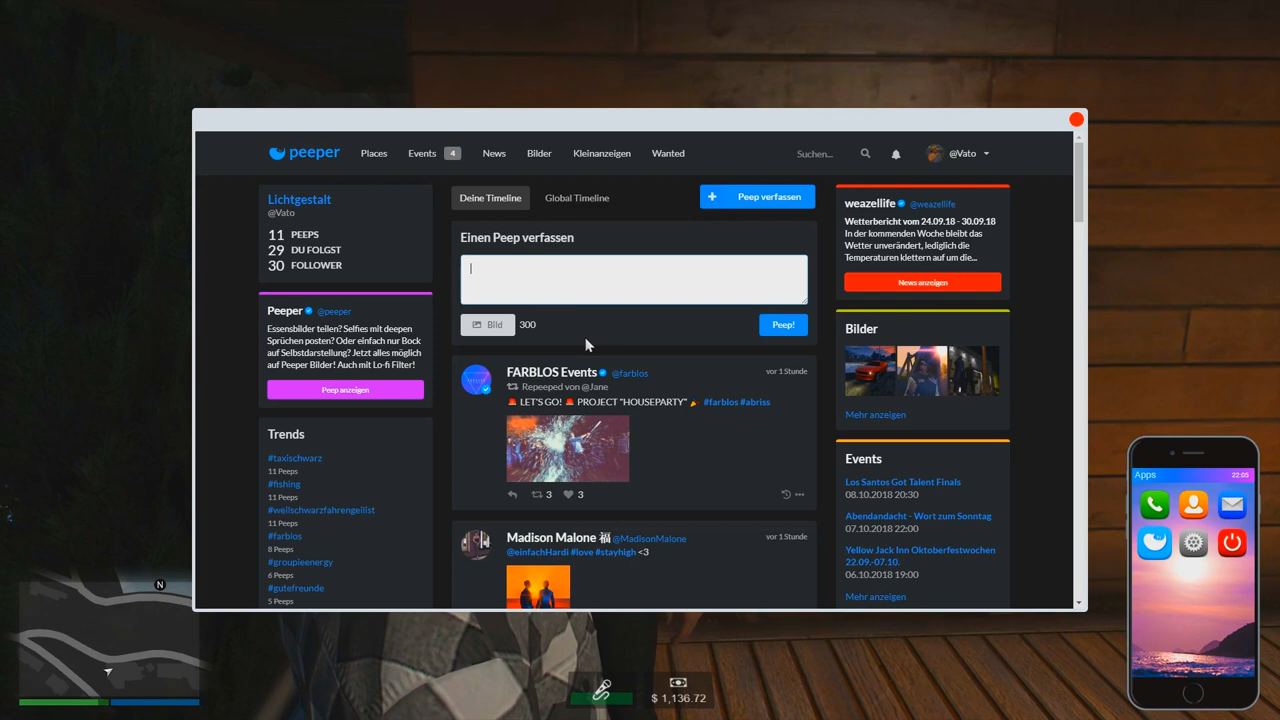 peeper
Places
Events 4
News
Bilder
Kleinanzeigen
Wanted
Suchen...
@Vato
Lichtgestalt
@Vato
11 PEEPS
29 DU FOLGST
30 FOLLOWER
Peeper @peeper
Essensbilder teilen? Selfies mit deepen
Sprüchen posten? Oder einfach nur Bock
auf Selbstdarstellung? Jetzt alles möglich
auf Peeper Bilder! Auch mit Lo-fi Filter!
Peep anzeigen
Trends
#taxischwarz
11 Peeps
#fishing
11 Peeps
#wellschwarzfahrengeilist
11 Peeps
#farblos
8 Peeps
#groupieenergy
6 Peeps
#gutefreunde
5 Peeps
Deine Timeline
Global Timeline
Peep verfassen
Einen Peep verfassen
Bild
300
Peep!
FARBLOS Events @farblos
vor 1 Stunde
Repeeped von @Jane
LET'S GO! PROJECT "HOUSEPARTY" #farblos #abriss
3 3
Madison Malone 福 @MadisonMalone
vor 1 Stunde
@einfachHardi #love #stayhigh <3
weazellife @weazellife
Wetterbericht vom 24.09.18 - 30.09.18
In der kommenden Woche bleibt das
Wetter unverändert, lediglich die
Temperaturen klettern auf um die...
News anzeigen
Bilder
Mehr anzeigen
Events
Los Santos Got Talent Finals
08.10.2018 20:30
Abendandacht - Wort zum Sonntag
07.10.2018 22:00
Yellow Jack Inn Oktoberfestwochen
22.09.-07.10.
06.10.2018 19:00
Mehr anzeigen
Apps
22:05
N
$ 1,136.72